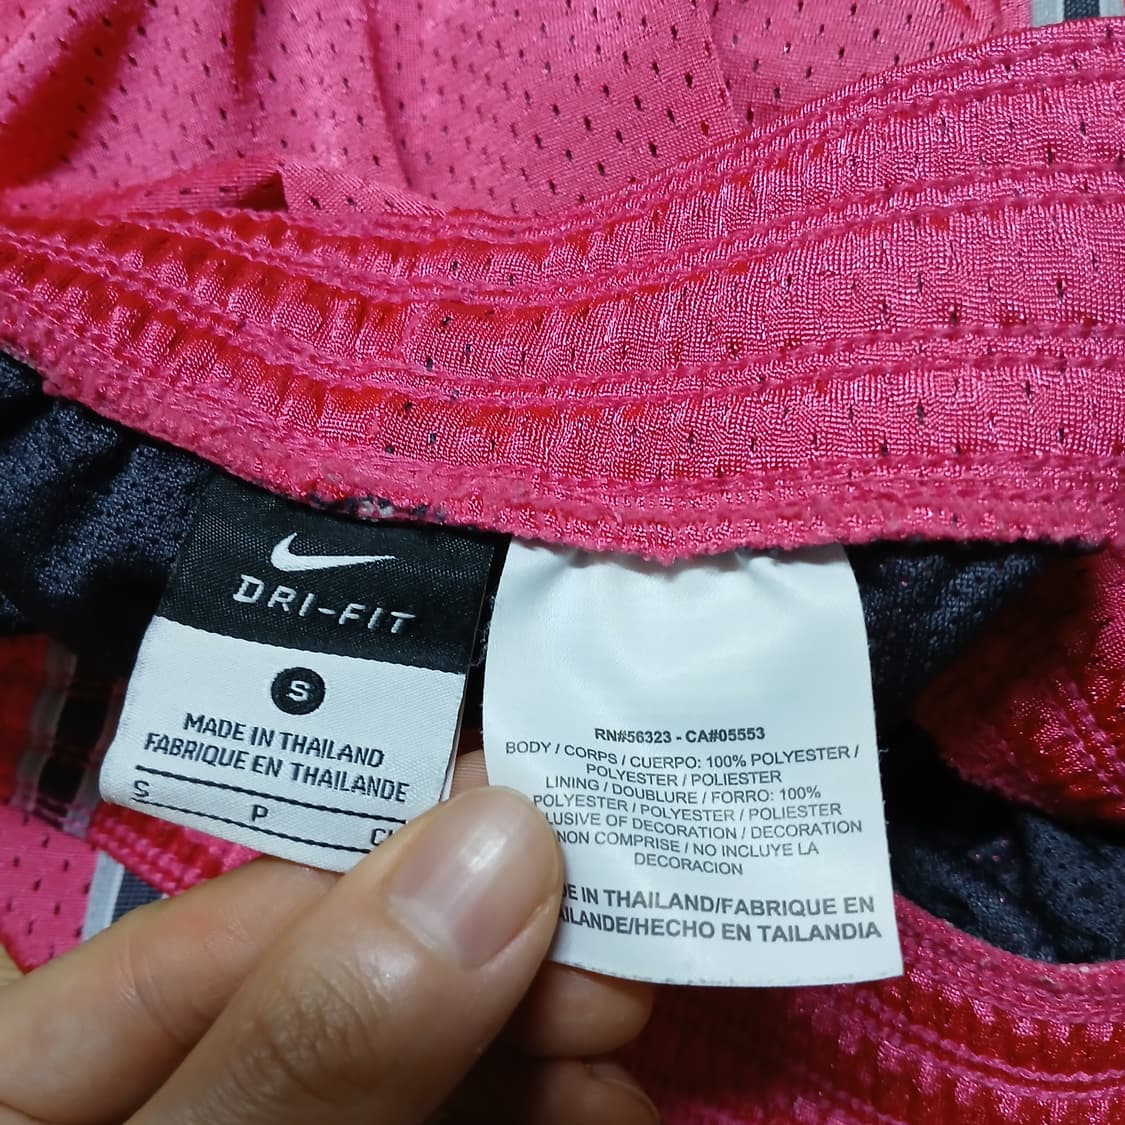 DRI-FIT
S
MADE IN THAILAND
FABRIQUE EN THAILANDE
S P
RN#56323 - CA#05553
BODY / CORPS / CUERPO: 100% POLYESTER /
POLYESTER / POLIESTER
LINING / DOUBLURE / FORRO: 100%
POLYESTER / POLYESTER / POLIESTER
OF DECORATION / DECORATION
NON COMPRISE / NO INCLUYE LA
DECORACION
IN THAILAND/FABRIQUE EN
/HECHO EN TAILANDIA